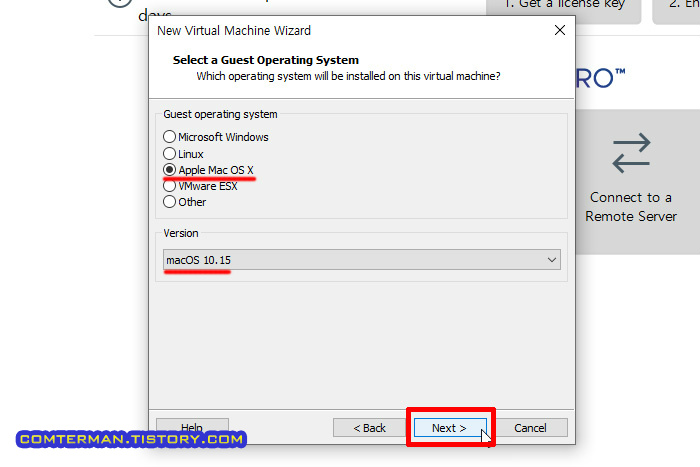 1. Get a license key
2. En
days
New Virtual Machine Wizard
Select a Guest Operating System
Which operating system will be installed on this virtual machine?
RO™
Guest operating system
Microsoft Windows
Linux
Apple Mac OS X
VMware ESX
Other
Connect to a
Remote Server
Version
macOS 10.15
Help
< Back
Next >
Cancel
COMTERMAN.TISTORY.COM